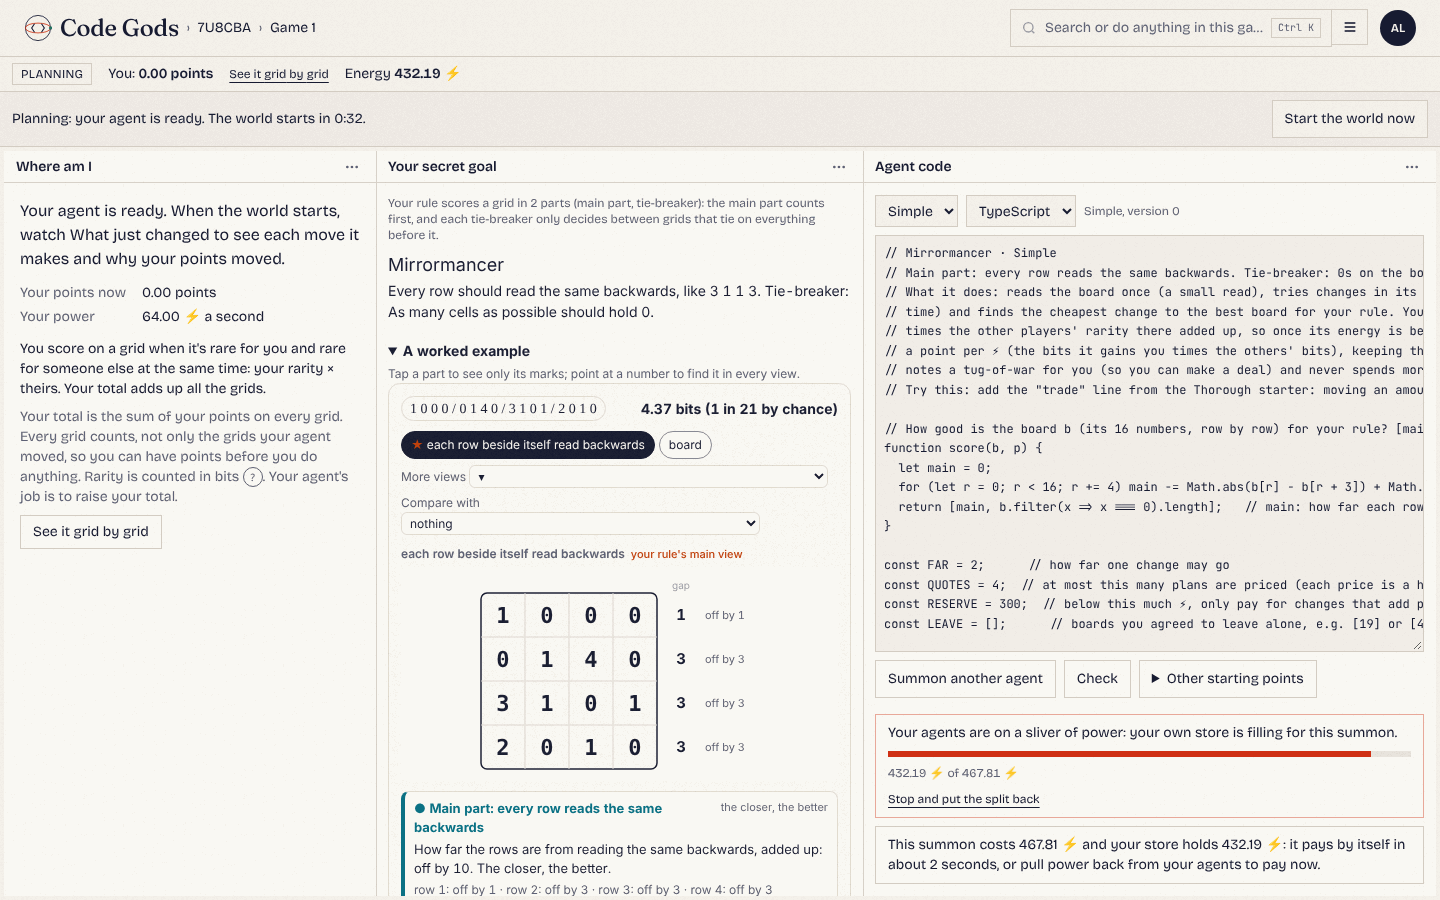 Code Gods › 7U8CBA › Game 1
Search or do anything in this ga... Ctrl K ☰ AL
PLANNING You: 0.00 points See it grid by grid Energy 432.19 ⚡
Planning: your agent is ready. The world starts in 0:32.
Start the world now
Where am I ...
Your agent is ready. When the world starts,
watch What just changed to see each move it
makes and why your points moved.
Your points now 0.00 points
Your power 64.00 ⚡ a second
You score on a grid when it's rare for you and rare
for someone else at the same time: your rarity ×
theirs. Your total adds up all the grids.
Your total is the sum of your points on every grid.
Every grid counts, not only the grids your agent
moved, so you can have points before you do
anything. Rarity is counted in bits ?. Your agent's
job is to raise your total.
See it grid by grid
Your secret goal ...
Your rule scores a grid in 2 parts (main part, tie-breaker): the main part counts
first, and each tie-breaker only decides between grids that tie on everything
before it.
Mirrormancer
Every row should read the same backwards, like 3 1 1 3. Tie-breaker:
As many cells as possible should hold 0.
▼ A worked example
Tap a part to see only its marks; point at a number to find it in every view.
1000/0140/3101/2010 4.37 bits (1 in 21 by chance)
★ each row beside itself read backwards board
More views ▾
Compare with
nothing
each row beside itself read backwards your rule's main view
gap
1 0 0 0 1 off by 1
0 1 4 0 3 off by 3
3 1 0 1 3 off by 3
2 0 1 0 3 off by 3
● Main part: every row reads the same
backwards
the closer, the better
How far the rows are from reading the same backwards, added up:
off by 10. The closer, the better.
row 1: off by 1 · row 2: off by 3 · row 3: off by 3 · row 4: off by 3
Agent code ...
Simple TypeScript Simple, version 0
// Mirrormancer · Simple
// Main part: every row reads the same backwards. Tie-breaker: 0s on the bo
// What it does: reads the board once (a small read), tries changes in its
// time) and finds the cheapest change to the best board for your rule. You
// times the other players' rarity there added up, so once its energy is be
// a point per ⚡ (the bits it gains you times the others' bits), keeping th
// notes a tug-of-war for you (so you can make a deal) and never spends mor
// Try this: add the "trade" line from the Thorough starter: moving an amou
// How good is the board b (its 16 numbers, row by row) for your rule? [mai
function score(b, p) {
let main = 0;
for (let r = 0; r < 16; r += 4) main -= Math.abs(b[r] - b[r + 3]) + Math.
return [main, b.filter(x => x === 0).length]; // main: how far each row
}
const FAR = 2; // how far one change may go
const QUOTES = 4; // at most this many plans are priced (each price is a h
const RESERVE = 300; // below this much ⚡, only pay for changes that add p
const LEAVE = []; // boards you agreed to leave alone, e.g. [19] or [4
Summon another agent Check ▶ Other starting points
Your agents are on a sliver of power: your own store is filling for this summon.
432.19 ⚡ of 467.81 ⚡
Stop and put the split back
This summon costs 467.81 ⚡ and your store holds 432.19 ⚡: it pays by itself in
about 2 seconds, or pull power back from your agents to pay now.